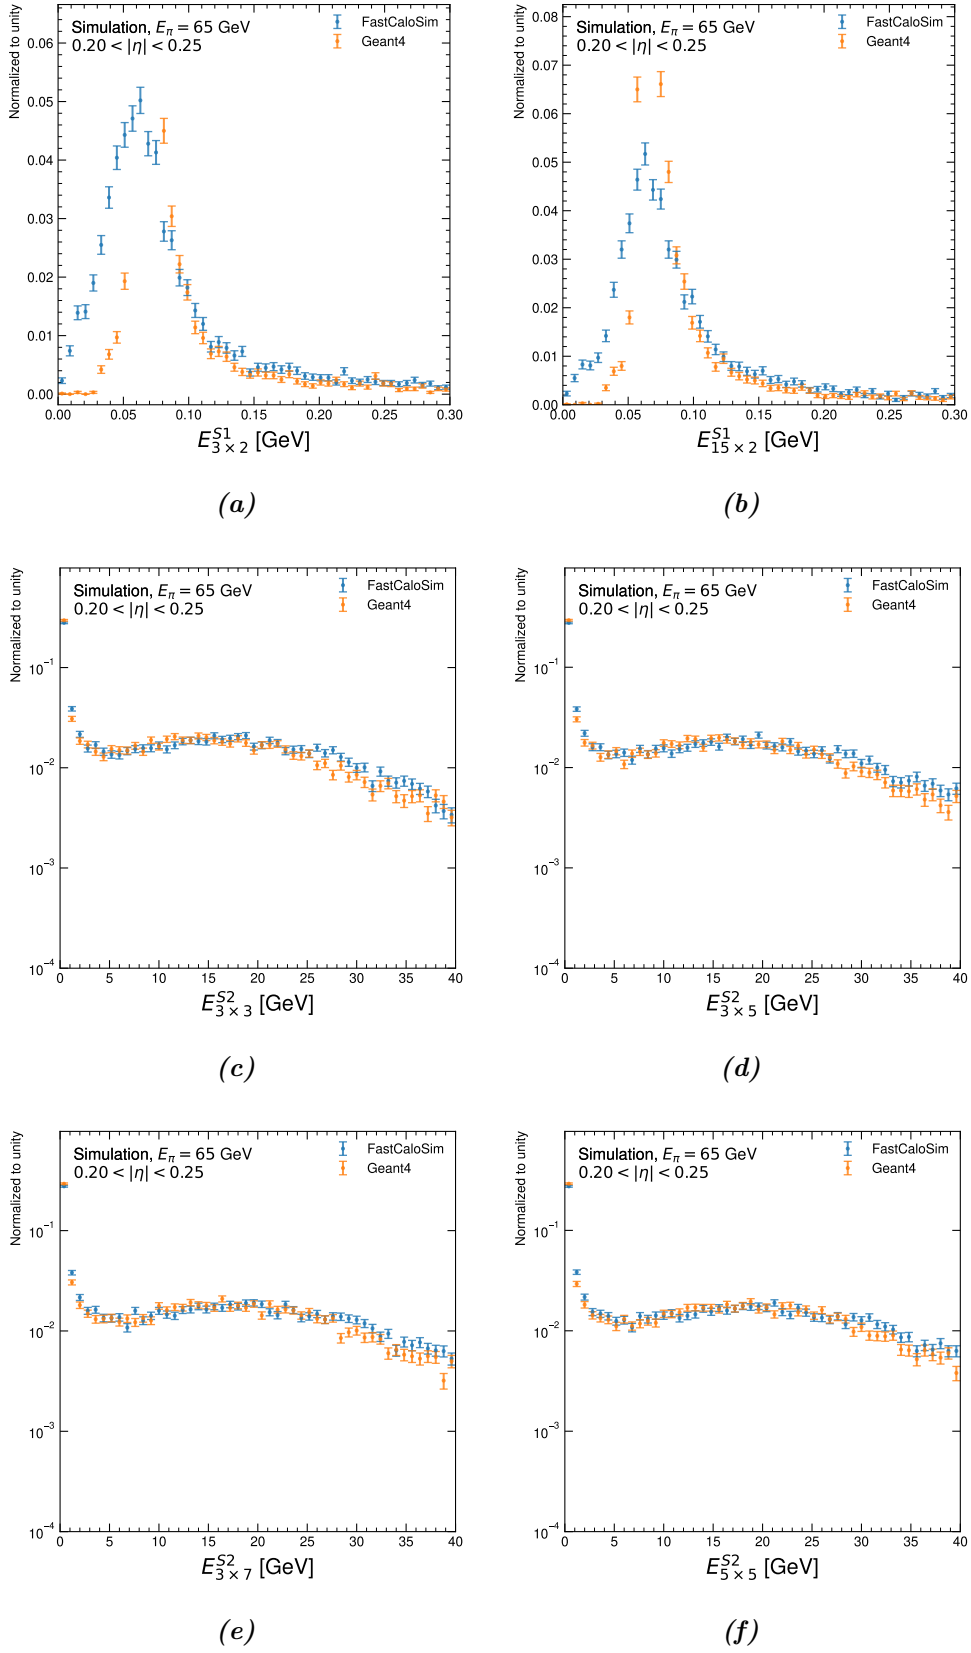 Normalized to unity
Simulation, E_π = 65 GeV
0.20 < |η| < 0.25
FastCaloSim
Geant4
0.06
0.05
0.04
0.03
0.02
0.01
0.00
0.00 0.05 0.10 0.15 0.20 0.25 0.30
E^{S1}_{3×2} [GeV]
(a)
Normalized to unity
Simulation, E_π = 65 GeV
0.20 < |η| < 0.25
FastCaloSim
Geant4
0.08
0.07
0.06
0.05
0.04
0.03
0.02
0.01
0.00
0.00 0.05 0.10 0.15 0.20 0.25 0.30
E^{S1}_{15×2} [GeV]
(b)
Normalized to unity
Simulation, E_π = 65 GeV
0.20 < |η| < 0.25
FastCaloSim
Geant4
10^{-1}
10^{-2}
10^{-3}
10^{-4}
0 5 10 15 20 25 30 35 40
E^{S2}_{3×3} [GeV]
(c)
Normalized to unity
Simulation, E_π = 65 GeV
0.20 < |η| < 0.25
FastCaloSim
Geant4
10^{-1}
10^{-2}
10^{-3}
10^{-4}
0 5 10 15 20 25 30 35 40
E^{S2}_{3×5} [GeV]
(d)
Normalized to unity
Simulation, E_π = 65 GeV
0.20 < |η| < 0.25
FastCaloSim
Geant4
10^{-1}
10^{-2}
10^{-3}
10^{-4}
0 5 10 15 20 25 30 35 40
E^{S2}_{3×7} [GeV]
(e)
Normalized to unity
Simulation, E_π = 65 GeV
0.20 < |η| < 0.25
FastCaloSim
Geant4
10^{-1}
10^{-2}
10^{-3}
10^{-4}
0 5 10 15 20 25 30 35 40
E^{S2}_{5×5} [GeV]
(f)